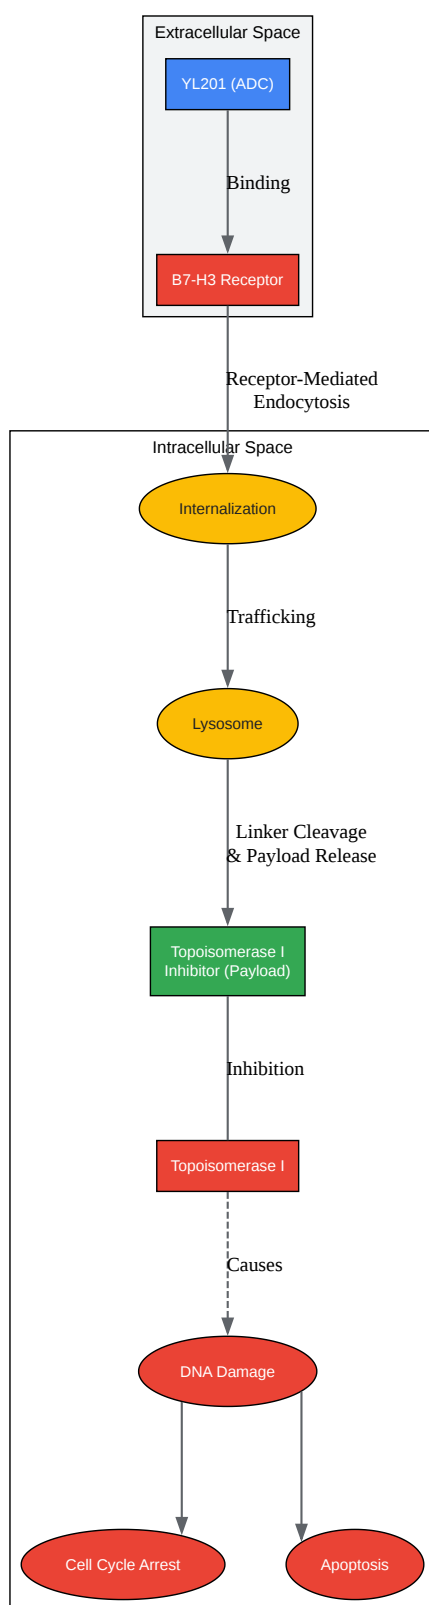 Extracellular Space
YL201 (ADC)
Binding
B7-H3 Receptor
Receptor-Mediated
Endocytosis
Intracellular Space
Internalization
Trafficking
Lysosome
Linker Cleavage
& Payload Release
Topoisomerase I
Inhibitor (Payload)
Inhibition
Topoisomerase I
Causes
DNA Damage
Cell Cycle Arrest
Apoptosis